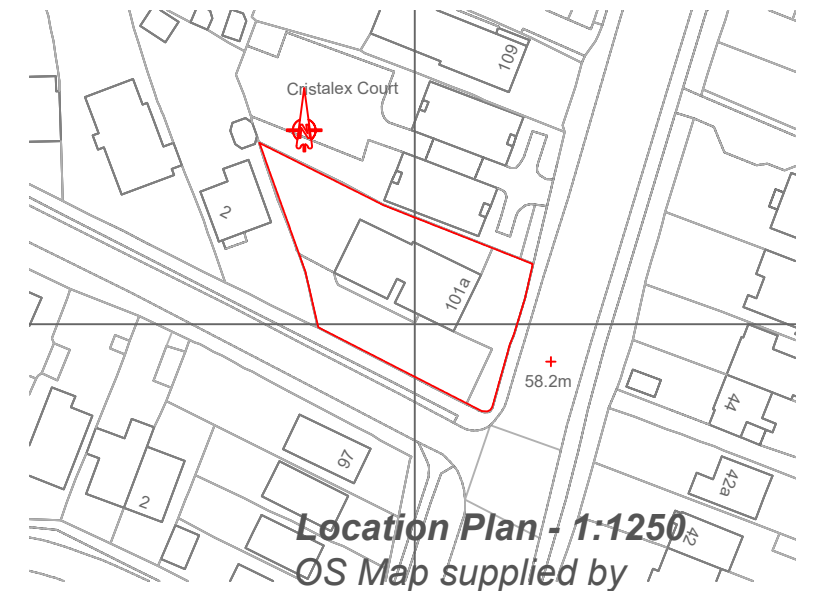 109
Cristalex Court
N
2
101a
58.2m
44
97
42a
2
42
Location Plan - 1:1250
OS Map supplied by